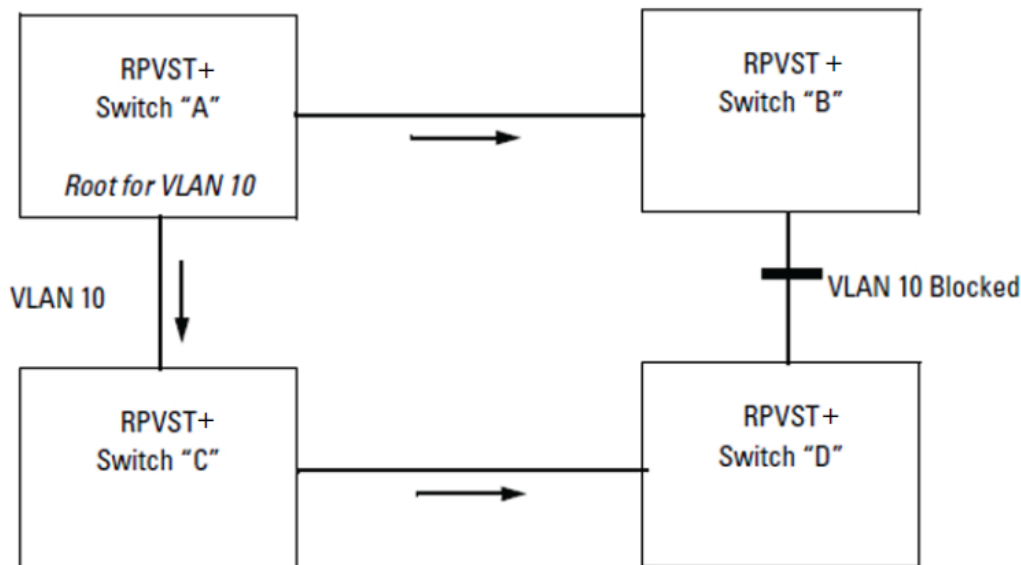 RPVST+
Switch "A"
Root for VLAN 10
RPVST +
Switch "B"
VLAN 10
VLAN 10 Blocked
RPVST+
Switch "C"
RPVST+
Switch "D"